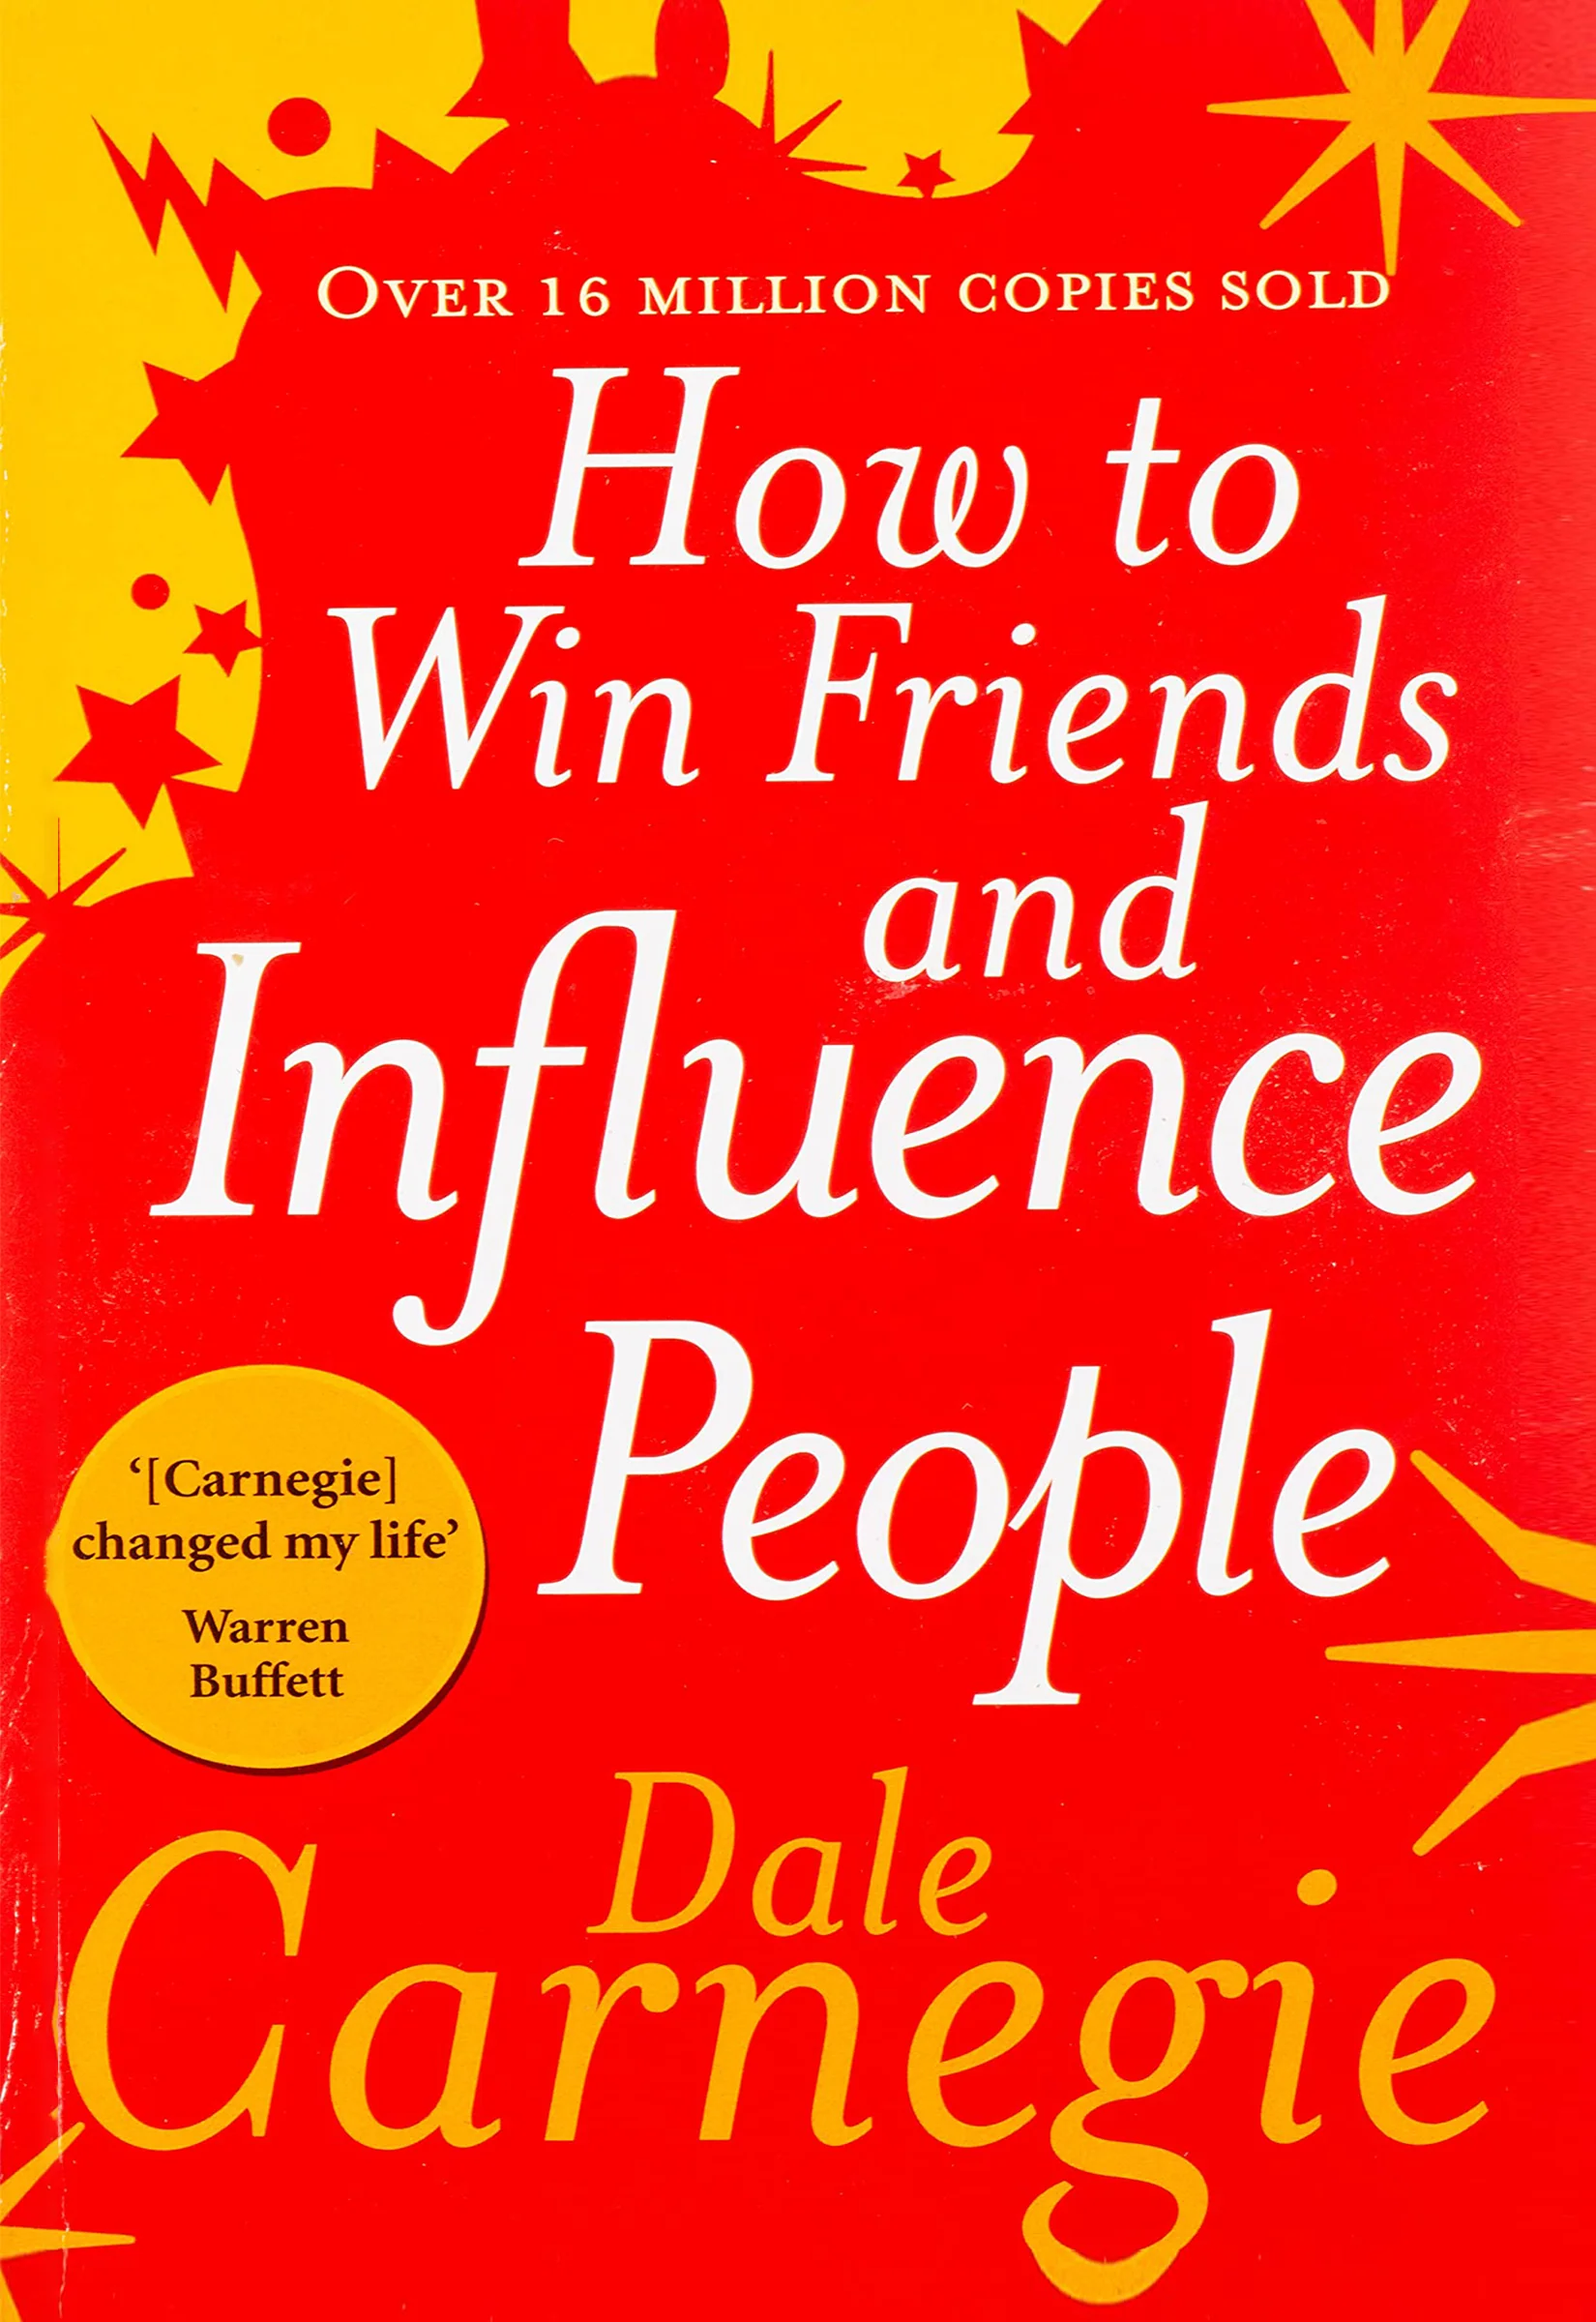 OVER 16 MILLION COPIES SOLD
How to
Win Friends
and
Influence
People
‘[Carnegie]
changed my life’
Warren
Buffett
Dale
Carnegie